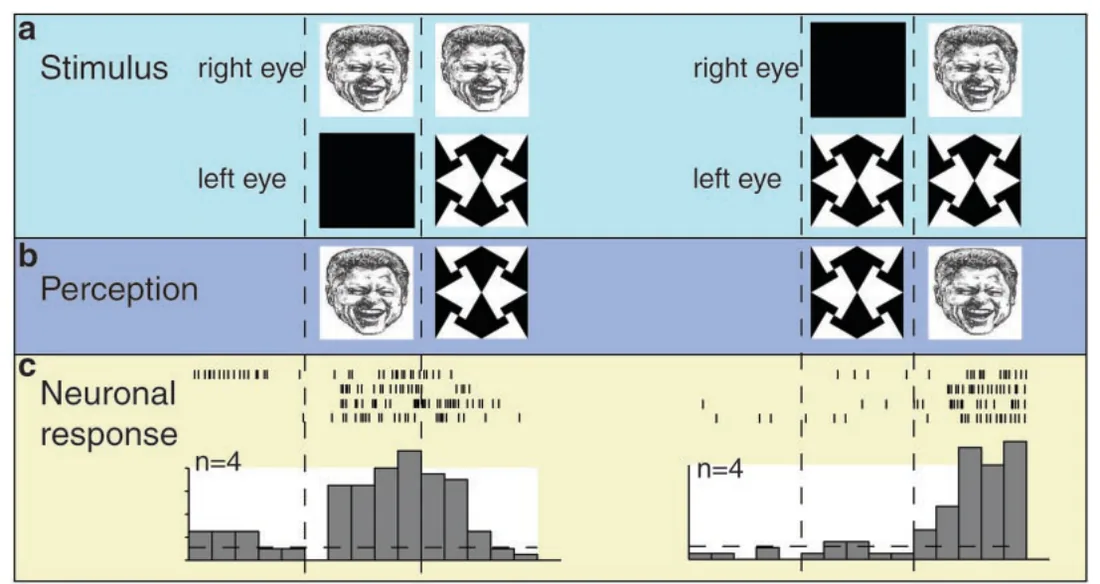 a
Stimulus
right eye
right eye
left eye
left eye
b
Perception
c
Neuronal
response
n=4
n=4